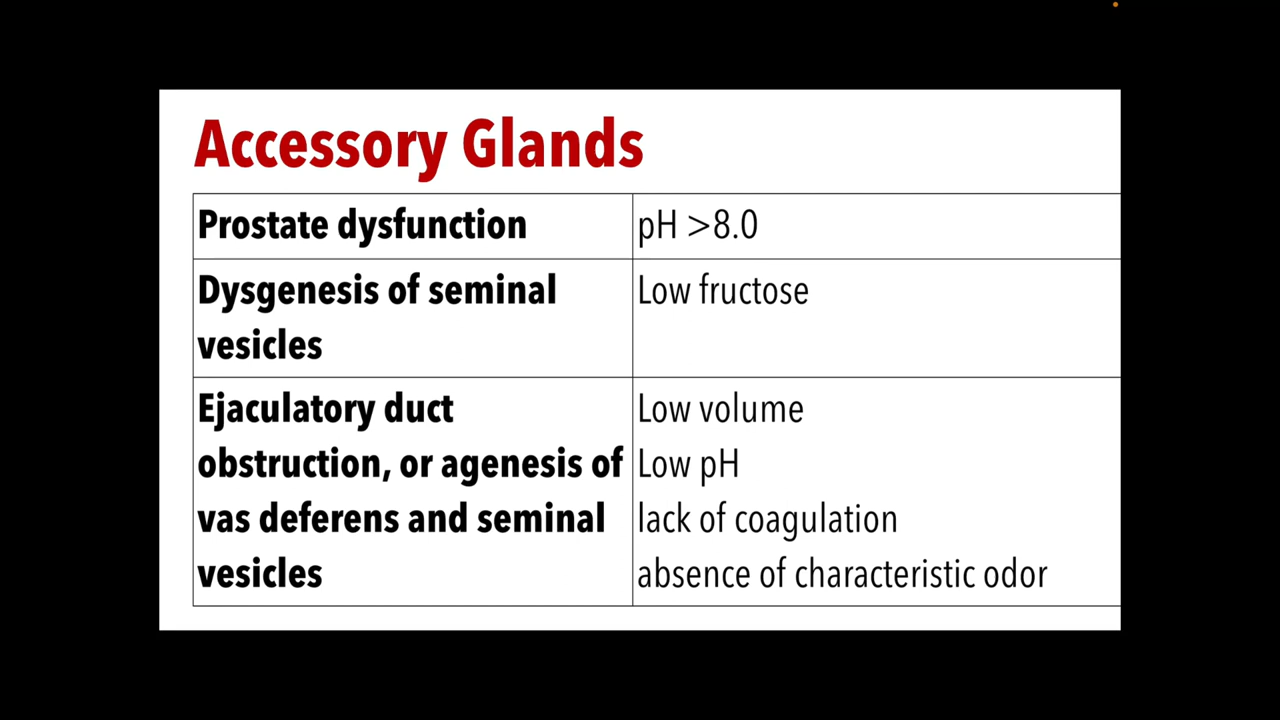 Accessory Glands
Prostate dysfunction
pH >8.0
Dysgenesis of seminal
vesicles
Low fructose
Ejaculatory duct
obstruction, or agenesis of
vas deferens and seminal
vesicles
Low volume
Low pH
lack of coagulation
absence of characteristic odor